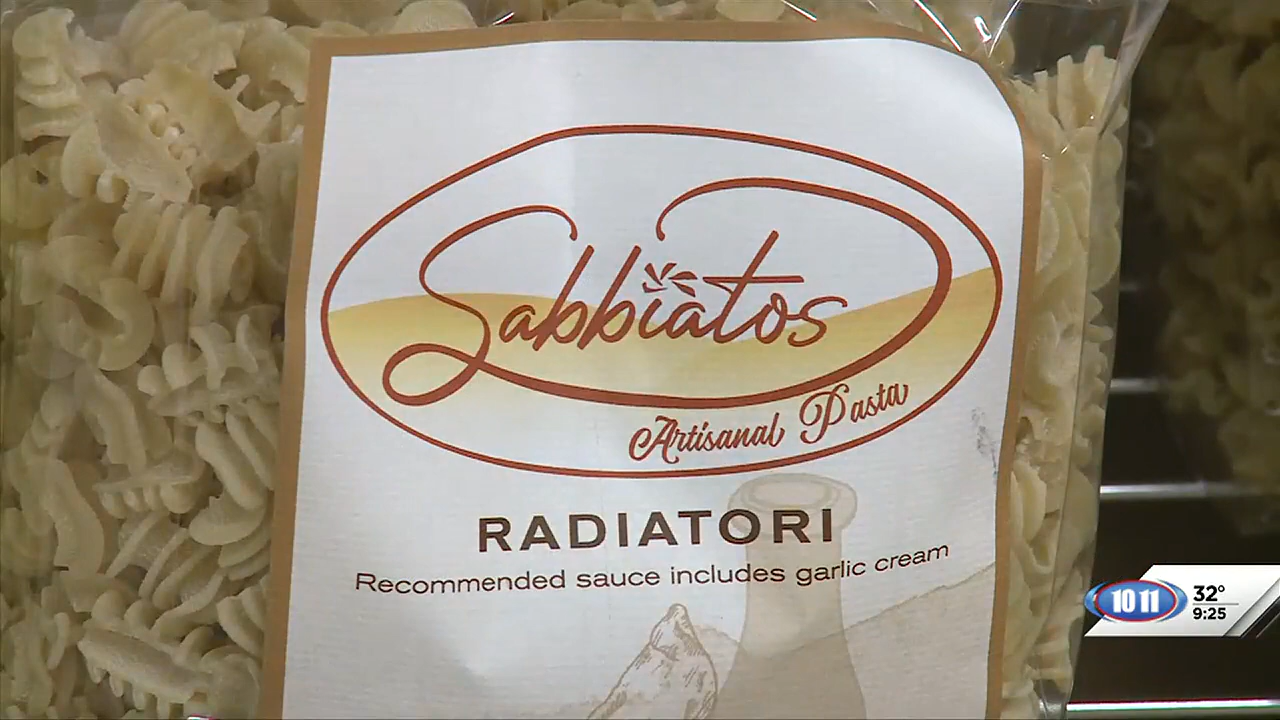 Sabbiatos
Artisanal Pasta
RADIATORI
Recommended sauce includes garlic cream
10 11
32°
9:25